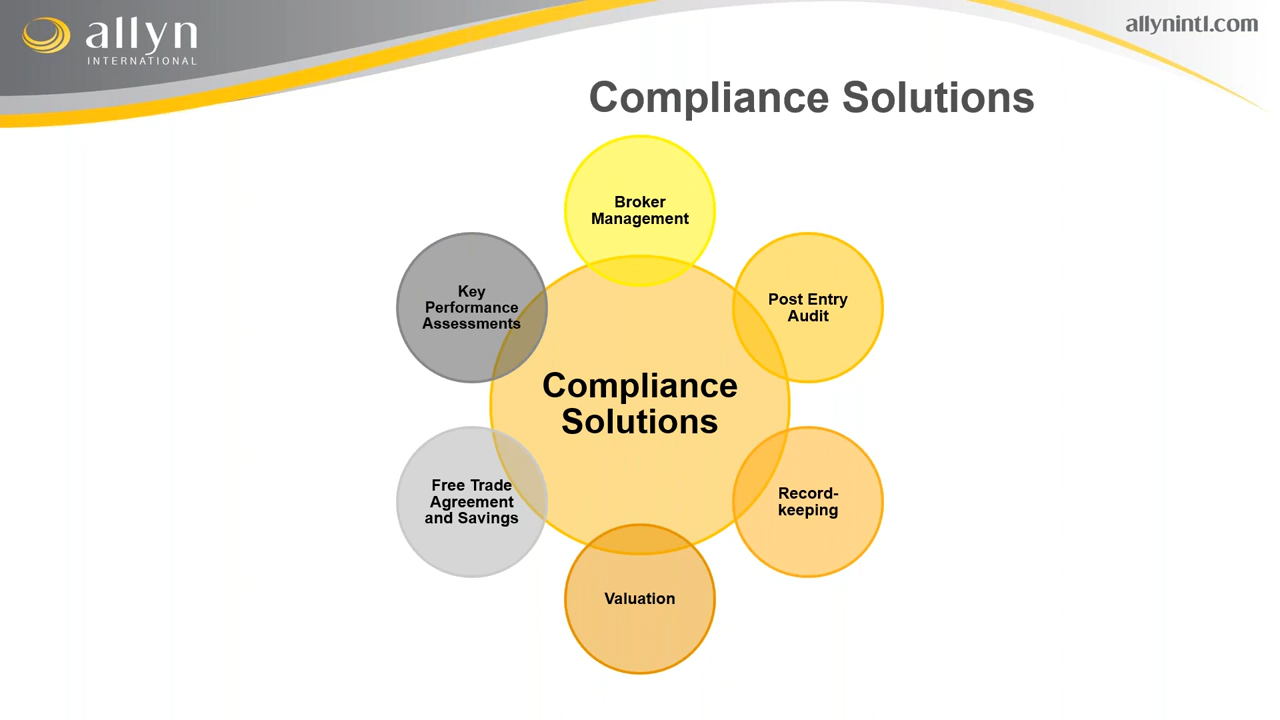 allyn
INTERNATIONAL
allynintl.com
Compliance Solutions
Broker
Management
Post Entry
Audit
Record-
keeping
Valuation
Free Trade
Agreement
and Savings
Key
Performance
Assessments
Compliance
Solutions